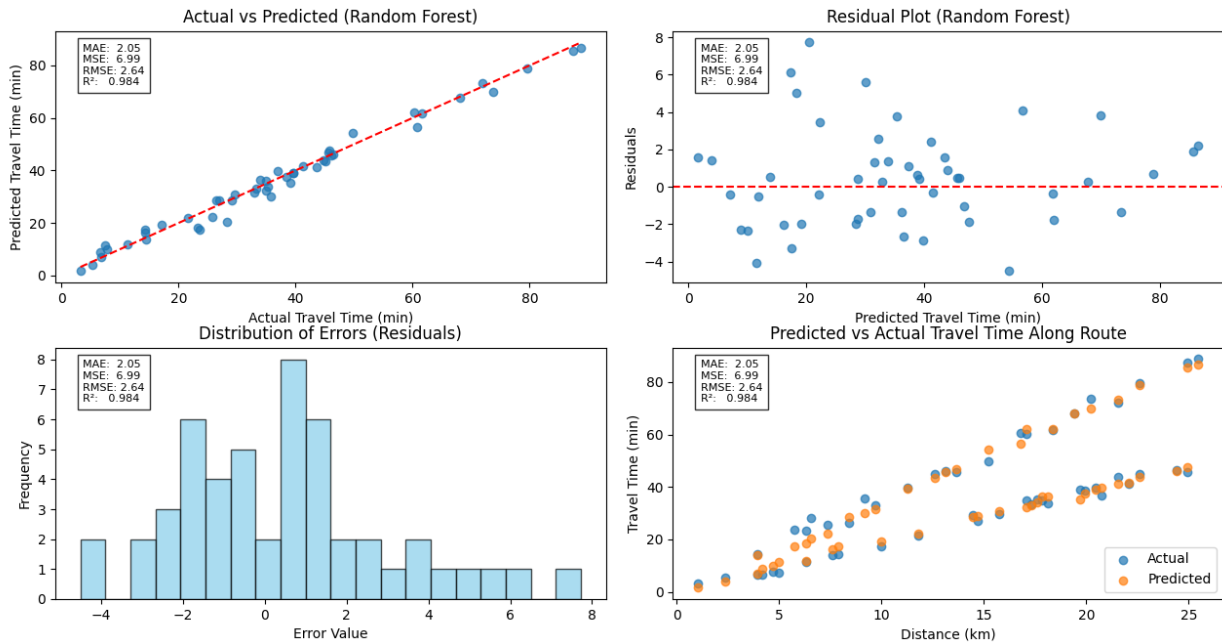 Actual vs Predicted (Random Forest)
MAE: 2.05
MSE: 6.99
RMSE: 2.64
R²: 0.984
Predicted Travel Time (min)
80
60
40
20
0
0 20 40 60 80
Actual Travel Time (min)
Residual Plot (Random Forest)
MAE: 2.05
MSE: 6.99
RMSE: 2.64
R²: 0.984
Residuals
8
6
4
2
0
−2
−4
0 20 40 60 80
Predicted Travel Time (min)
Distribution of Errors (Residuals)
MAE: 2.05
MSE: 6.99
RMSE: 2.64
R²: 0.984
Frequency
8
7
6
5
4
3
2
1
0
−4 −2 0 2 4 6 8
Error Value
Predicted vs Actual Travel Time Along Route
MAE: 2.05
MSE: 6.99
RMSE: 2.64
R²: 0.984
Travel Time (min)
80
60
40
20
0
Actual
Predicted
0 5 10 15 20 25
Distance (km)